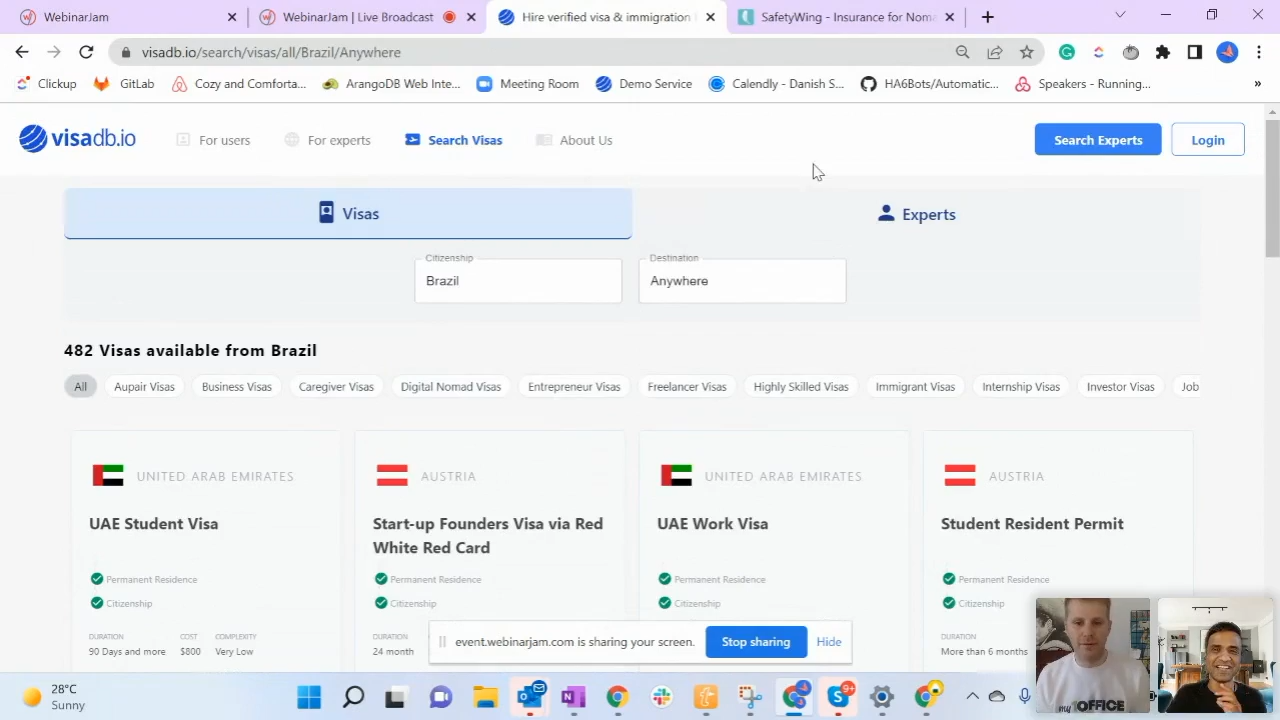 WebinarJam
WebinarJam | Live Broadcast
Hire verified visa & immigration
SafetyWing - Insurance for Noma
visadb.io/search/visas/all/Brazil/Anywhere
Clickup
GitLab
Cozy and Comforta...
ArangoDB Web Inte...
Meeting Room
Demo Service
Calendly - Danish S...
HA6Bots/Automatic...
Speakers - Running...
»
visadb.io
For users
For experts
Search Visas
About Us
Search Experts
Login
Visas
Experts
Citizenship
Brazil
Destination
Anywhere
482 Visas available from Brazil
All
Aupair Visas
Business Visas
Caregiver Visas
Digital Nomad Visas
Entrepreneur Visas
Freelancer Visas
Highly Skilled Visas
Immigrant Visas
Internship Visas
Investor Visas
Job
UNITED ARAB EMIRATES
UAE Student Visa
Permanent Residence
Citizenship
DURATION COST COMPLEXITY
90 Days and more $800 Very Low
AUSTRIA
Start-up Founders Visa via Red
White Red Card
Permanent Residence
Citizenship
DURATION
24 month
UNITED ARAB EMIRATES
UAE Work Visa
Permanent Residence
Citizenship
AUSTRIA
Student Resident Permit
Permanent Residence
Citizenship
DURATION
More than 6 months
event.webinarjam.com is sharing your screen.
Stop sharing
Hide
my1OFFICE
28°C
Sunny
9+